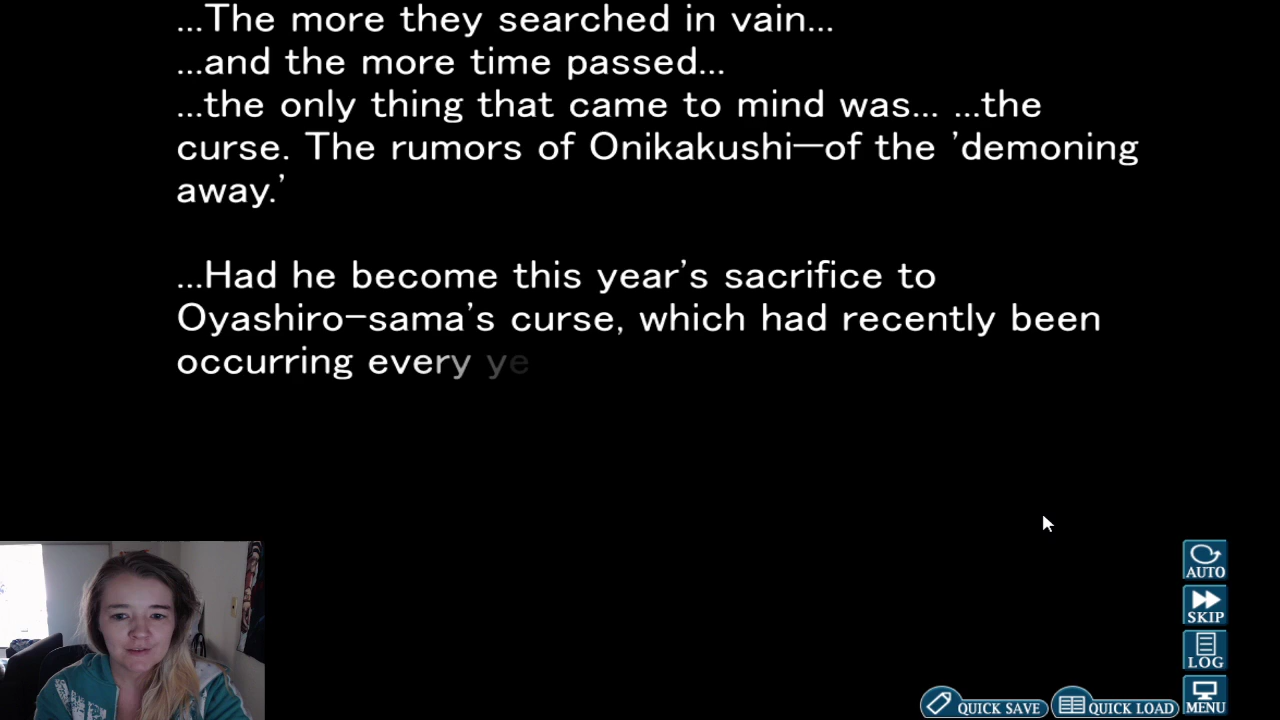 ...The more they searched in vain...
...and the more time passed...
...the only thing that came to mind was... ...the
curse. The rumors of Onikakushi—of the 'demoning
away.'
...Had he become this year's sacrifice to
Oyashiro-sama's curse, which had recently been
occurring every ye
AUTO
SKIP
LOG
MENU
QUICK SAVE
QUICK LOAD